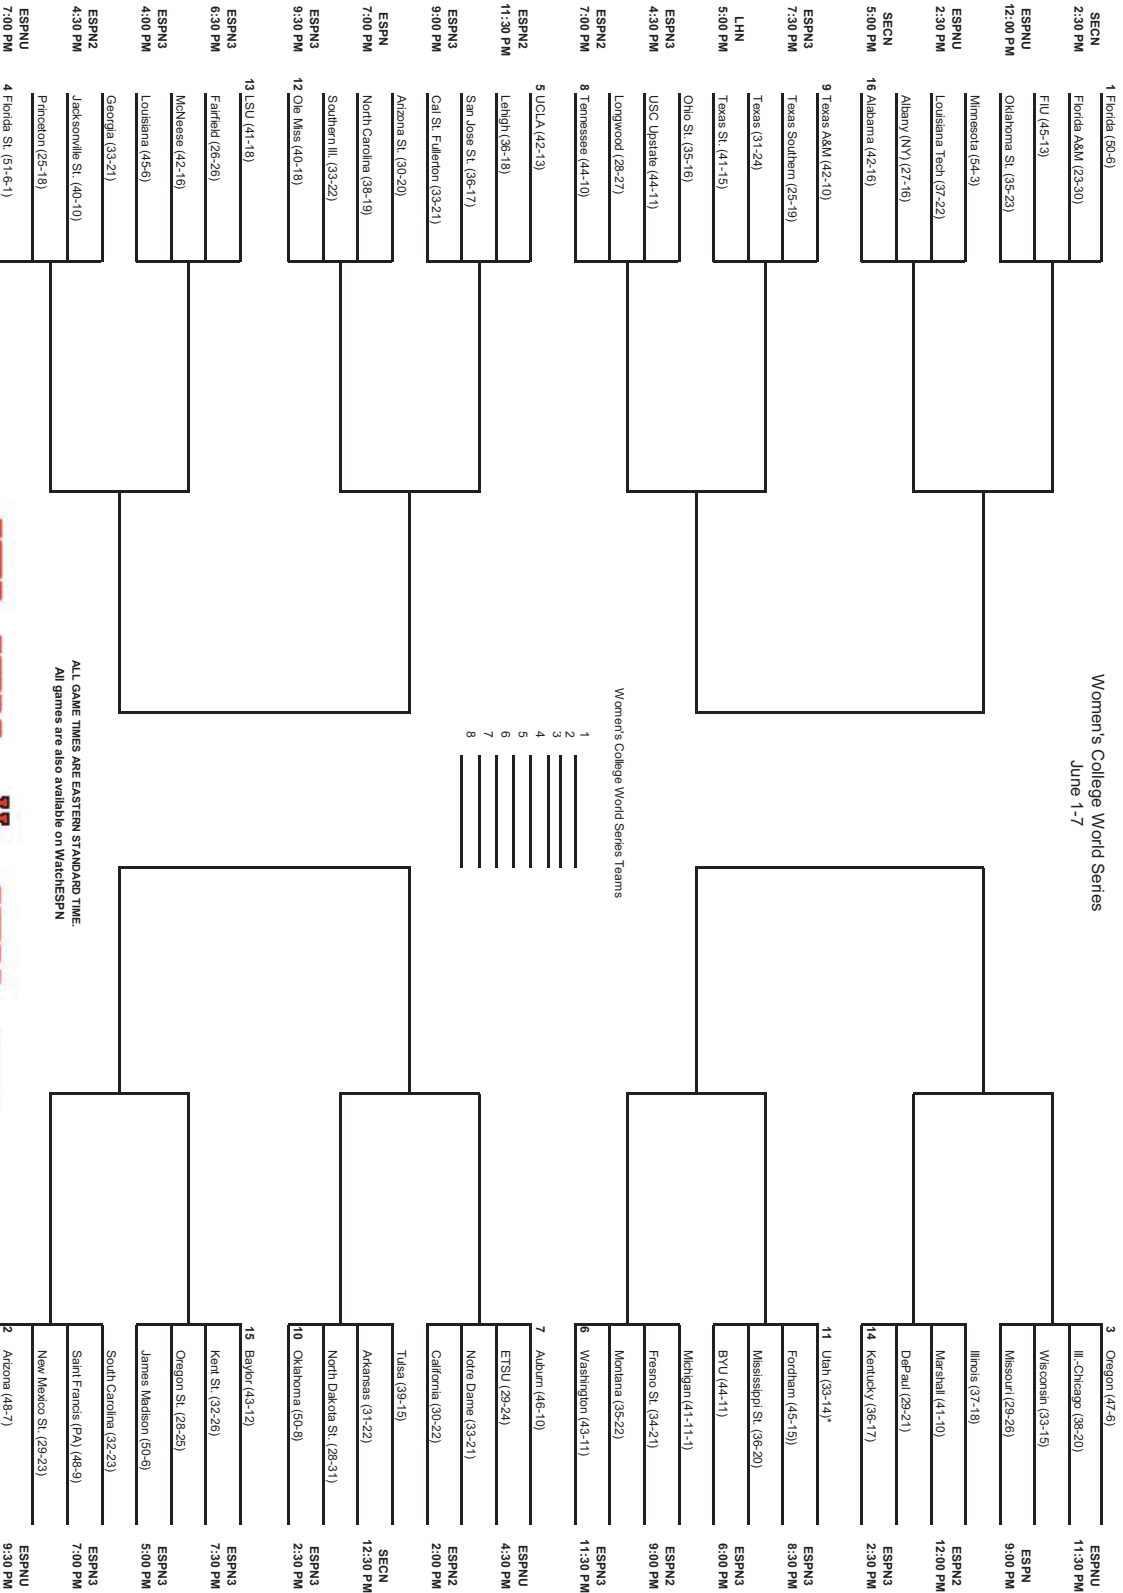 Women's College World Series
June 1-7
SECN
2:30 PM
1 Florida (50-6)
Florida A&M (23-30)
ESPNU
12:00 PM
FIU (45-13)
Oklahoma St. (35-23)
ESPNU
2:30 PM
Minnesota (54-3)
Louisiana Tech (37-22)
SECN
5:00 PM
Albany (NY) (27-16)
16 Alabama (42-16)
ESPN3
7:30 PM
9 Texas A&M (42-10)
Texas Southern (25-19)
LHN
5:00 PM
Texas (31-24)
Texas St. (41-15)
ESPN3
4:30 PM
Ohio St. (35-16)
USC Upstate (44-11)
ESPN2
7:00 PM
Longwood (28-27)
8 Tennessee (44-10)
ESPN2
11:30 PM
5 UCLA (42-13)
Lehigh (36-18)
ESPN3
9:00 PM
San Jose St. (36-17)
Cal St. Fullerton (33-21)
ESPN
7:00 PM
Arizona St. (30-20)
North Carolina (38-19)
ESPN3
9:30 PM
Southern Ill. (33-22)
12 Ole Miss (40-18)
ESPN3
6:30 PM
13 LSU (41-18)
Fairfield (26-26)
ESPN3
4:00 PM
McNeese (42-16)
Louisiana (45-6)
ESPN2
4:30 PM
Georgia (33-21)
Jacksonville St. (40-10)
ESPNU
7:00 PM
Princeton (25-18)
4 Florida St. (51-6-1)
Women's College World Series Teams
1
2
3
4
5
6
7
8
ALL GAME TIMES ARE EASTERN STANDARD TIME.
All games are also available on WatchESPN
3 Oregon (47-6)
Ill.-Chicago (38-20)
ESPNU
11:30 PM
Wisconsin (33-15)
Missouri (29-26)
ESPN
9:00 PM
Illinois (37-18)
Marshall (41-10)
ESPN2
12:00 PM
DePaul (29-21)
14 Kentucky (36-17)
ESPN3
2:30 PM
11 Utah (33-14)*
Fordham (45-15))
ESPN3
8:30 PM
Mississippi St. (36-20)
BYU (44-11)
ESPN3
6:00 PM
Michigan (41-11-1)
Fresno St. (34-21)
ESPN2
9:00 PM
Montana (35-22)
6 Washington (43-11)
ESPN3
11:30 PM
7 Auburn (46-10)
ETSU (29-24)
ESPNU
4:30 PM
Notre Dame (33-21)
California (30-22)
ESPN2
2:00 PM
Tulsa (39-15)
Arkansas (31-22)
SECN
12:30 PM
North Dakota St. (28-31)
10 Oklahoma (50-8)
ESPN3
2:30 PM
15 Baylor (43-12)
Kent St. (32-26)
ESPN3
7:30 PM
Oregon St. (28-25)
James Madison (50-6)
ESPN3
5:00 PM
South Carolina (32-23)
Saint Francis (PA) (48-9)
ESPN3
7:00 PM
New Mexico St. (29-23)
2 Arizona (48-7)
ESPNU
9:30 PM